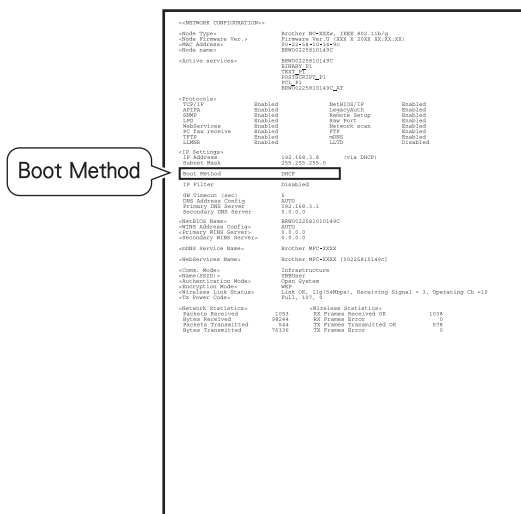 <<NETWORK CONFIGURATION>>
<Node Type> Brother NC-XXXw, IEEE 802.11b/g
<Node Firmware Ver.> Firmware Ver.U (XXX X 20XX XX:XX:XX)
<MAC Address> 00-22-58-10-14-9c
<Node name> BRW00225810149C
<Active services> BRW00225810149C
BINARY_P1
TEXT_P1
POSTSCRIPT_P1
PCL_P1
BRW00225810149C_AT
<Protocols>
TCP/IP Enabled NetBIOS/IP Enabled
APIPA Enabled LegacyAuth Enabled
SNMP Enabled Remote Setup Enabled
LPD Enabled Raw Port Enabled
WebServices Enabled Network scan Enabled
PC fax receive Enabled FTP Enabled
TFTP Enabled mDNS Enabled
LLMNR Enabled LLTD Disabled
<IP Settings>
IP Address 192.168.3.8 (via DHCP)
Subnet Mask 255.255.255.0
Boot Method
Boot Method DHCP
IP Filter Disabled
GW Timeout (sec) 5
DNS Address Config AUTO
Primary DNS Server 192.168.3.1
Secondary DNS Server 0.0.0.0
<NetBIOS Name> BRW0022581010149C
<WINS Address Config> AUTO
<Primary WINS Server> 0.0.0.0
<Secondary WINS Server> 0.0.0.0
<mDNS Service Name> Brother MFC-XXXX
<WebServices Name> Brother MFC-XXXX [00225810149c]
<Comm. Mode> Infrastructure
<Name(SSID)> YBBUser
<Authentication Mode> Open System
<Encryption Mode> WEP
<Wireless Link Status> Link OK, 11g(54Mbps), Receiving Signal = 3, Operating Ch =10
<Tx Power Code> Full, 107, 0
<Network Statistics> <Wireless Statistics>
Packets Received 1053 RX Frames Received OK 1038
Bytes Received 98244 RX Frames Error 0
Packets Transmitted 544 TX Frames Transmitted OK 578
Bytes Transmitted 76336 TX Frames Error 0